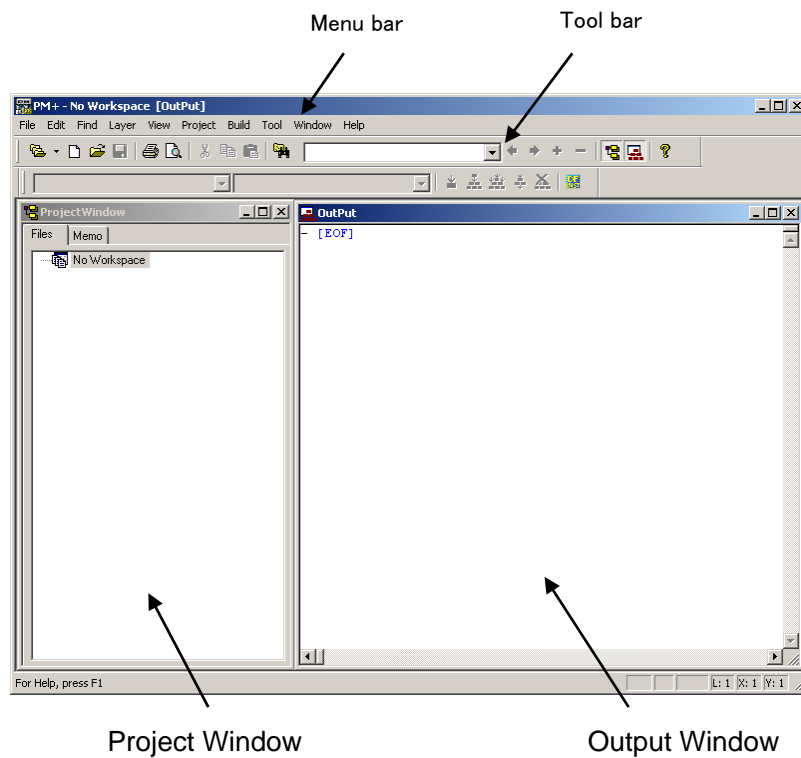 Menu bar
Tool bar
PM+ - No Workspace [OutPut]
File Edit Find Layer View Project Build Tool Window Help
ProjectWindow
OutPut
Files Memo
[EOF]
No Workspace
For Help, press F1
L: 1 X: 1 Y: 1
Project Window
Output Window